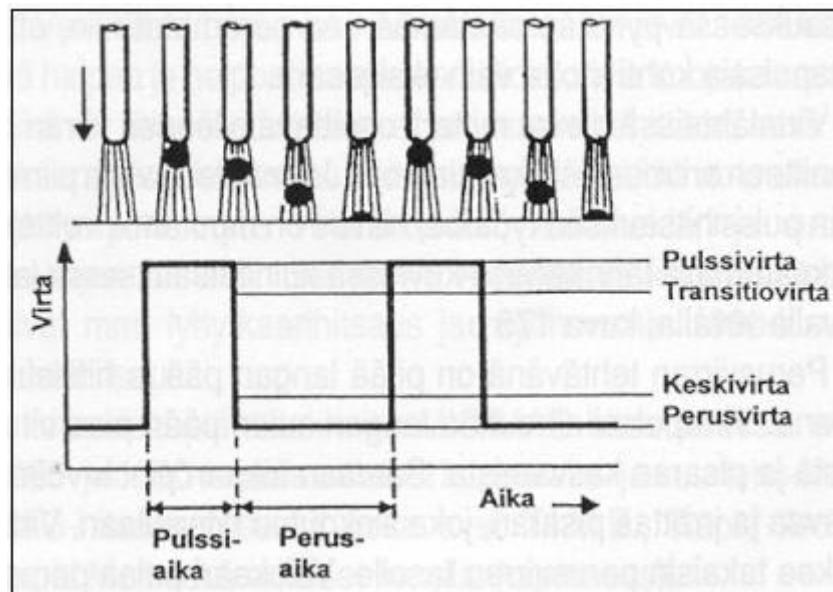 Pulssivirta
Transitiovirta
Keskivirta
Perusvirta
Virta
Aika
Pulssi-
aika
Perus-
aika